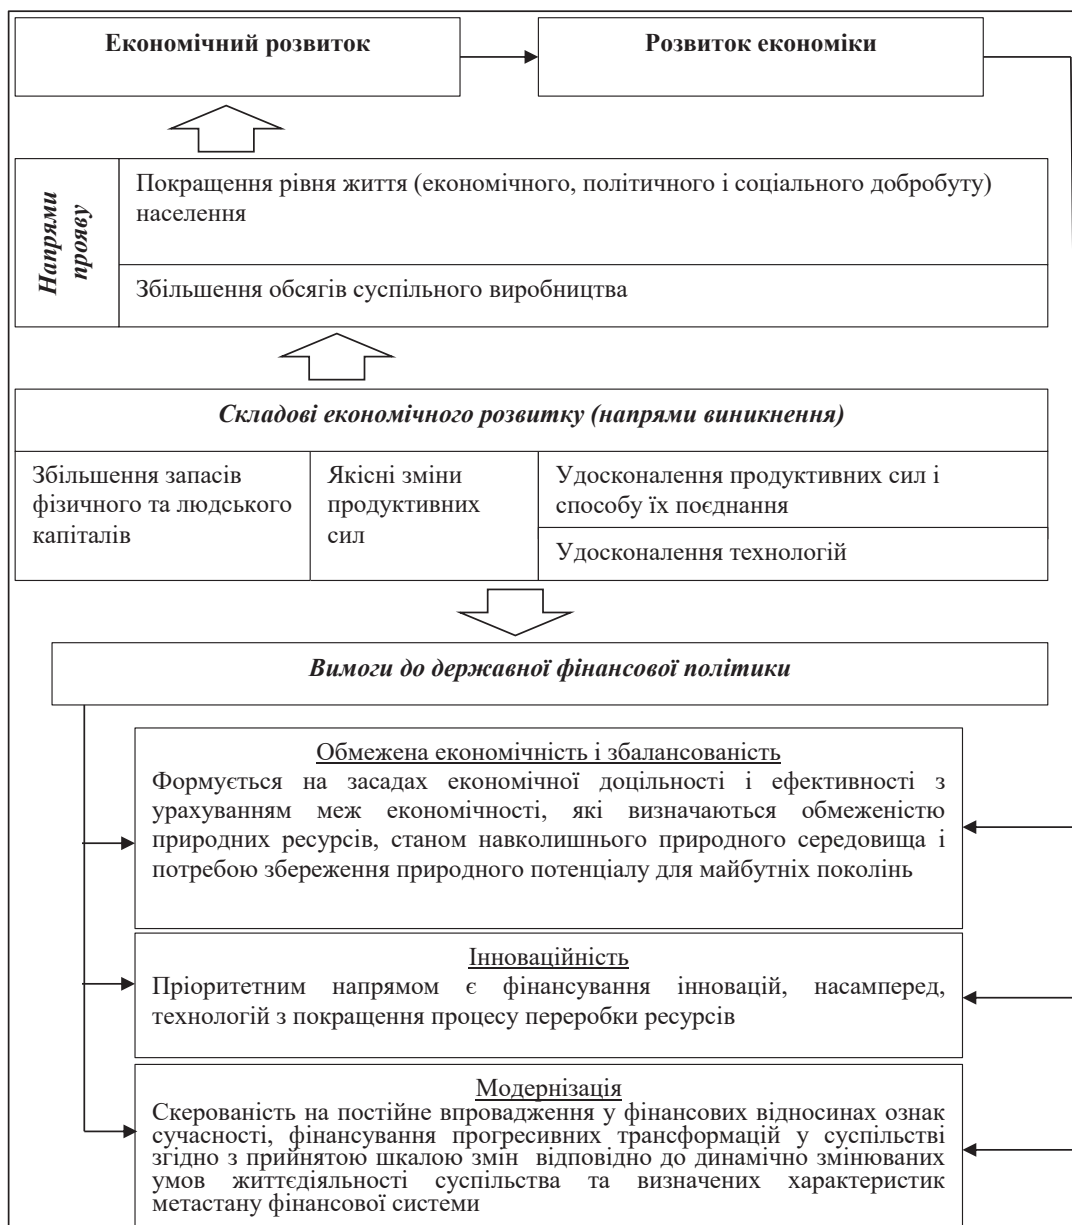 Економічний розвиток
Розвиток економіки
Напрями
прояву
Покращення рівня життя (економічного, політичного і соціального добробуту)
населення
Збільшення обсягів суспільного виробництва
Складові економічного розвитку (напрями виникнення)
Збільшення запасів
фізичного та людського
капіталів
Якісні зміни
продуктивних
сил
Удосконалення продуктивних сил і
способу їх поєднання
Удосконалення технологій
Вимоги до державної фінансової політики
Обмежена економічність і збалансованість
Формується на засадах економічної доцільності і ефективності з
урахуванням меж економічності, які визначаються обмеженістю
природних ресурсів, станом навколишнього природного середовища і
потребою збереження природного потенціалу для майбутніх поколінь
Інноваційність
Пріоритетним напрямом є фінансування інновацій, насамперед,
технологій з покращення процесу переробки ресурсів
Модернізація
Скерованість на постійне впровадження у фінансових відносинах ознак
сучасності, фінансування прогресивних трансформацій у суспільстві
згідно з прийнятою шкалою змін відповідно до динамічно змінюваних
умов життєдіяльності суспільства та визначених характеристик
метастану фінансової системи